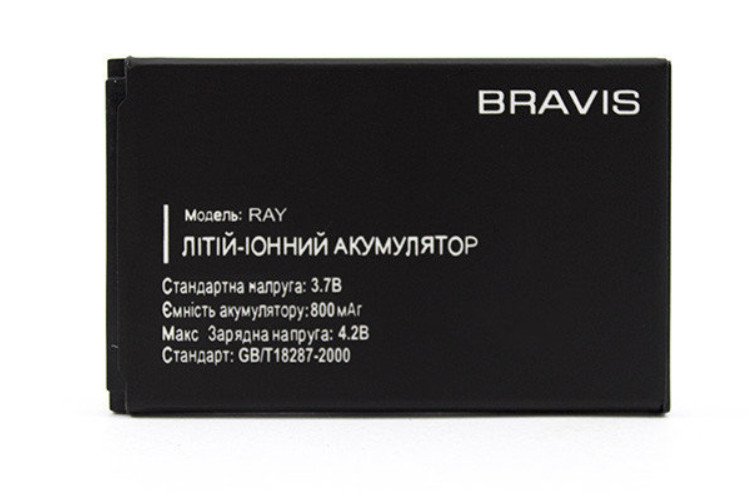 BRAVIS
Модель: RAY
ЛІТІЙ-ІОННИЙ АКУМУЛЯТОР
Стандартна напруга: 3.7В
Ємність акумулятору:800мАг
Макс Зарядна напруга: 4.2В
Стандарт: GB/T18287-2000